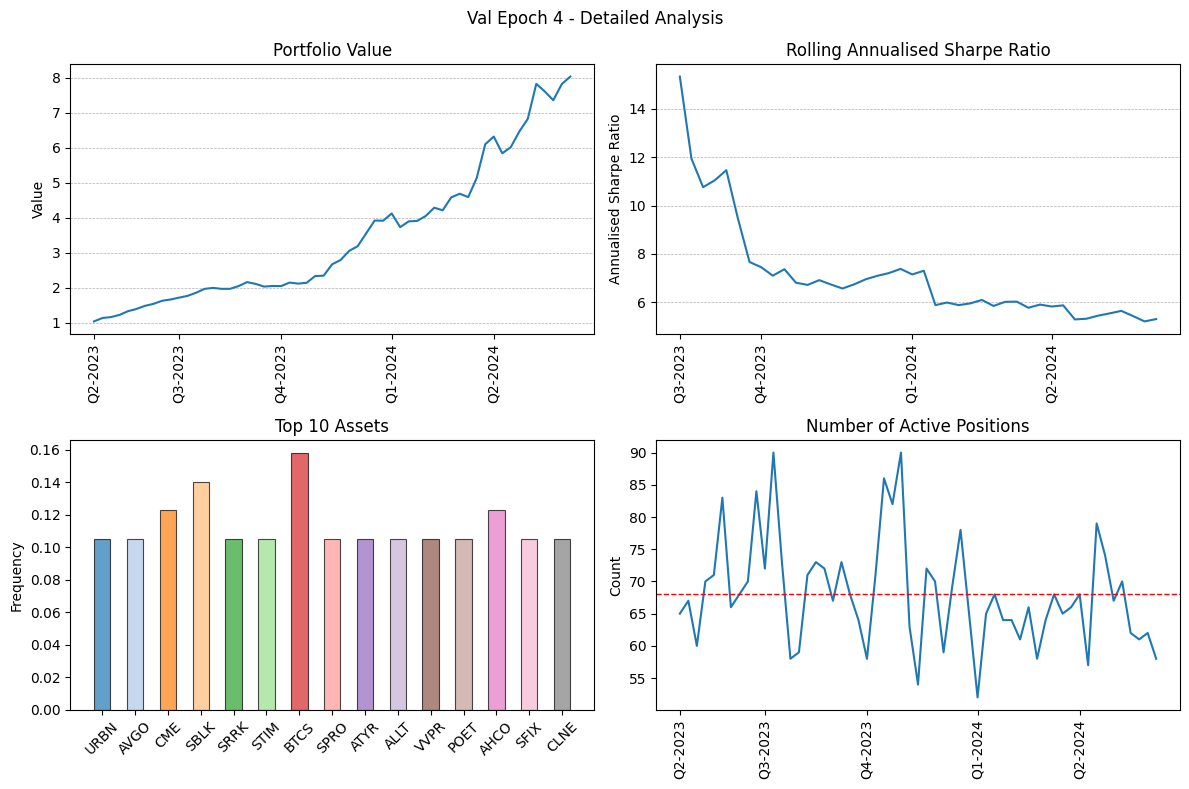 Val Epoch 4 - Detailed Analysis
Portfolio Value
Value
8
7
6
5
4
3
2
1
Q2-2023
Q3-2023
Q4-2023
Q1-2024
Q2-2024
Rolling Annualised Sharpe Ratio
Annualised Sharpe Ratio
14
12
10
8
6
Q3-2023
Q4-2023
Q1-2024
Q2-2024
Top 10 Assets
Frequency
0.16
0.14
0.12
0.10
0.08
0.06
0.04
0.02
0.00
URBN
AVGO
CME
SBLK
SRRK
STIM
BTCS
SPRO
ATYR
ALLT
VVPR
POET
AHCO
SFIX
CLNE
Number of Active Positions
Count
90
85
80
75
70
65
60
55
Q2-2023
Q3-2023
Q4-2023
Q1-2024
Q2-2024